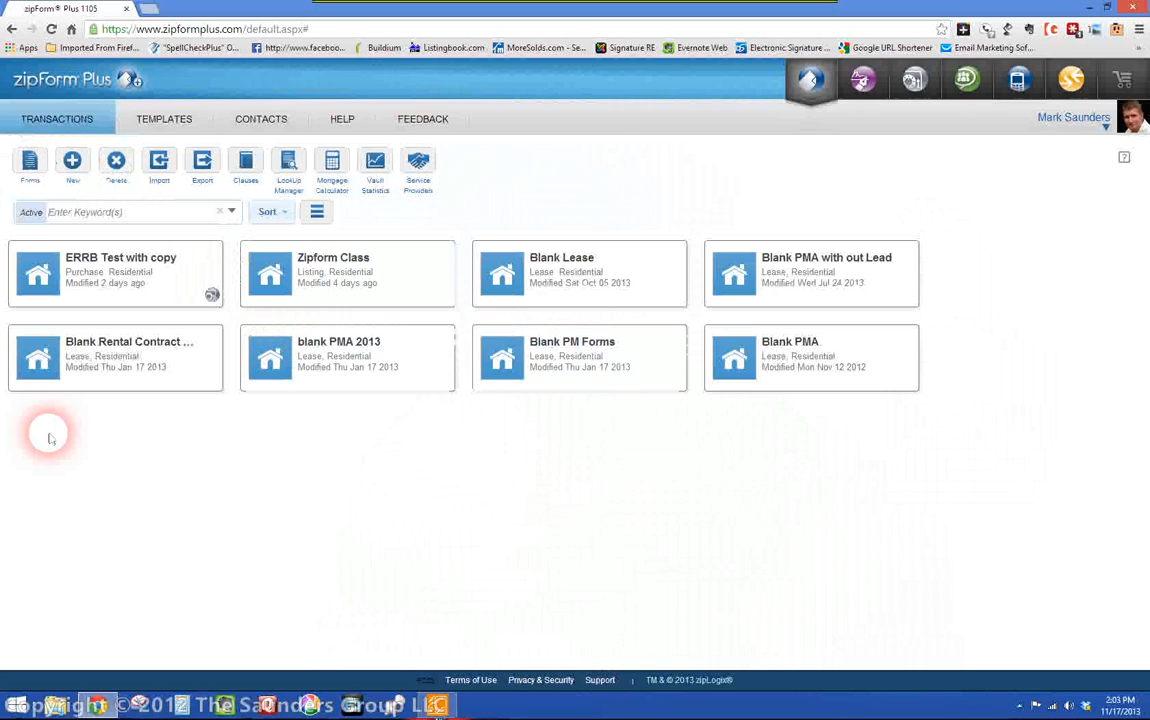 zipForm® Plus 1105
https://www.zipformplus.com/default.aspx#
Apps Imported From Firef... "SpellCheckPlus" O... http://www.faceboo... Buildium Listingbook.com MoreSolds.com - Se... Signature RE Evernote Web Electronic Signature ... Google URL Shortener Email Marketing Sof...
zipForm Plus
TRANSACTIONS TEMPLATES CONTACTS HELP FEEDBACK
Mark Saunders
Forms New Delete Import Export Clauses LookUp Manager Mortgage Calculator Vault Statistics Service Providers
Active Enter Keyword(s) Sort
ERRB Test with copy
Purchase, Residential
Modified 2 days ago
Zipform Class
Listing, Residential
Modified 4 days ago
Blank Lease
Lease, Residential
Modified Sat Oct 05 2013
Blank PMA with out Lead
Lease, Residential
Modified Wed Jul 24 2013
Blank Rental Contract ...
Lease, Residential
Modified Thu Jan 17 2013
blank PMA 2013
Lease, Residential
Modified Thu Jan 17 2013
Blank PM Forms
Lease, Residential
Modified Thu Jan 17 2013
Blank PMA
Lease, Residential
Modified Mon Nov 12 2012
Terms of Use Privacy & Security Support | TM & © 2013 zipLogix®
Copyright © 2012 The Saunders Group LLC
2:03 PM
11/17/2013